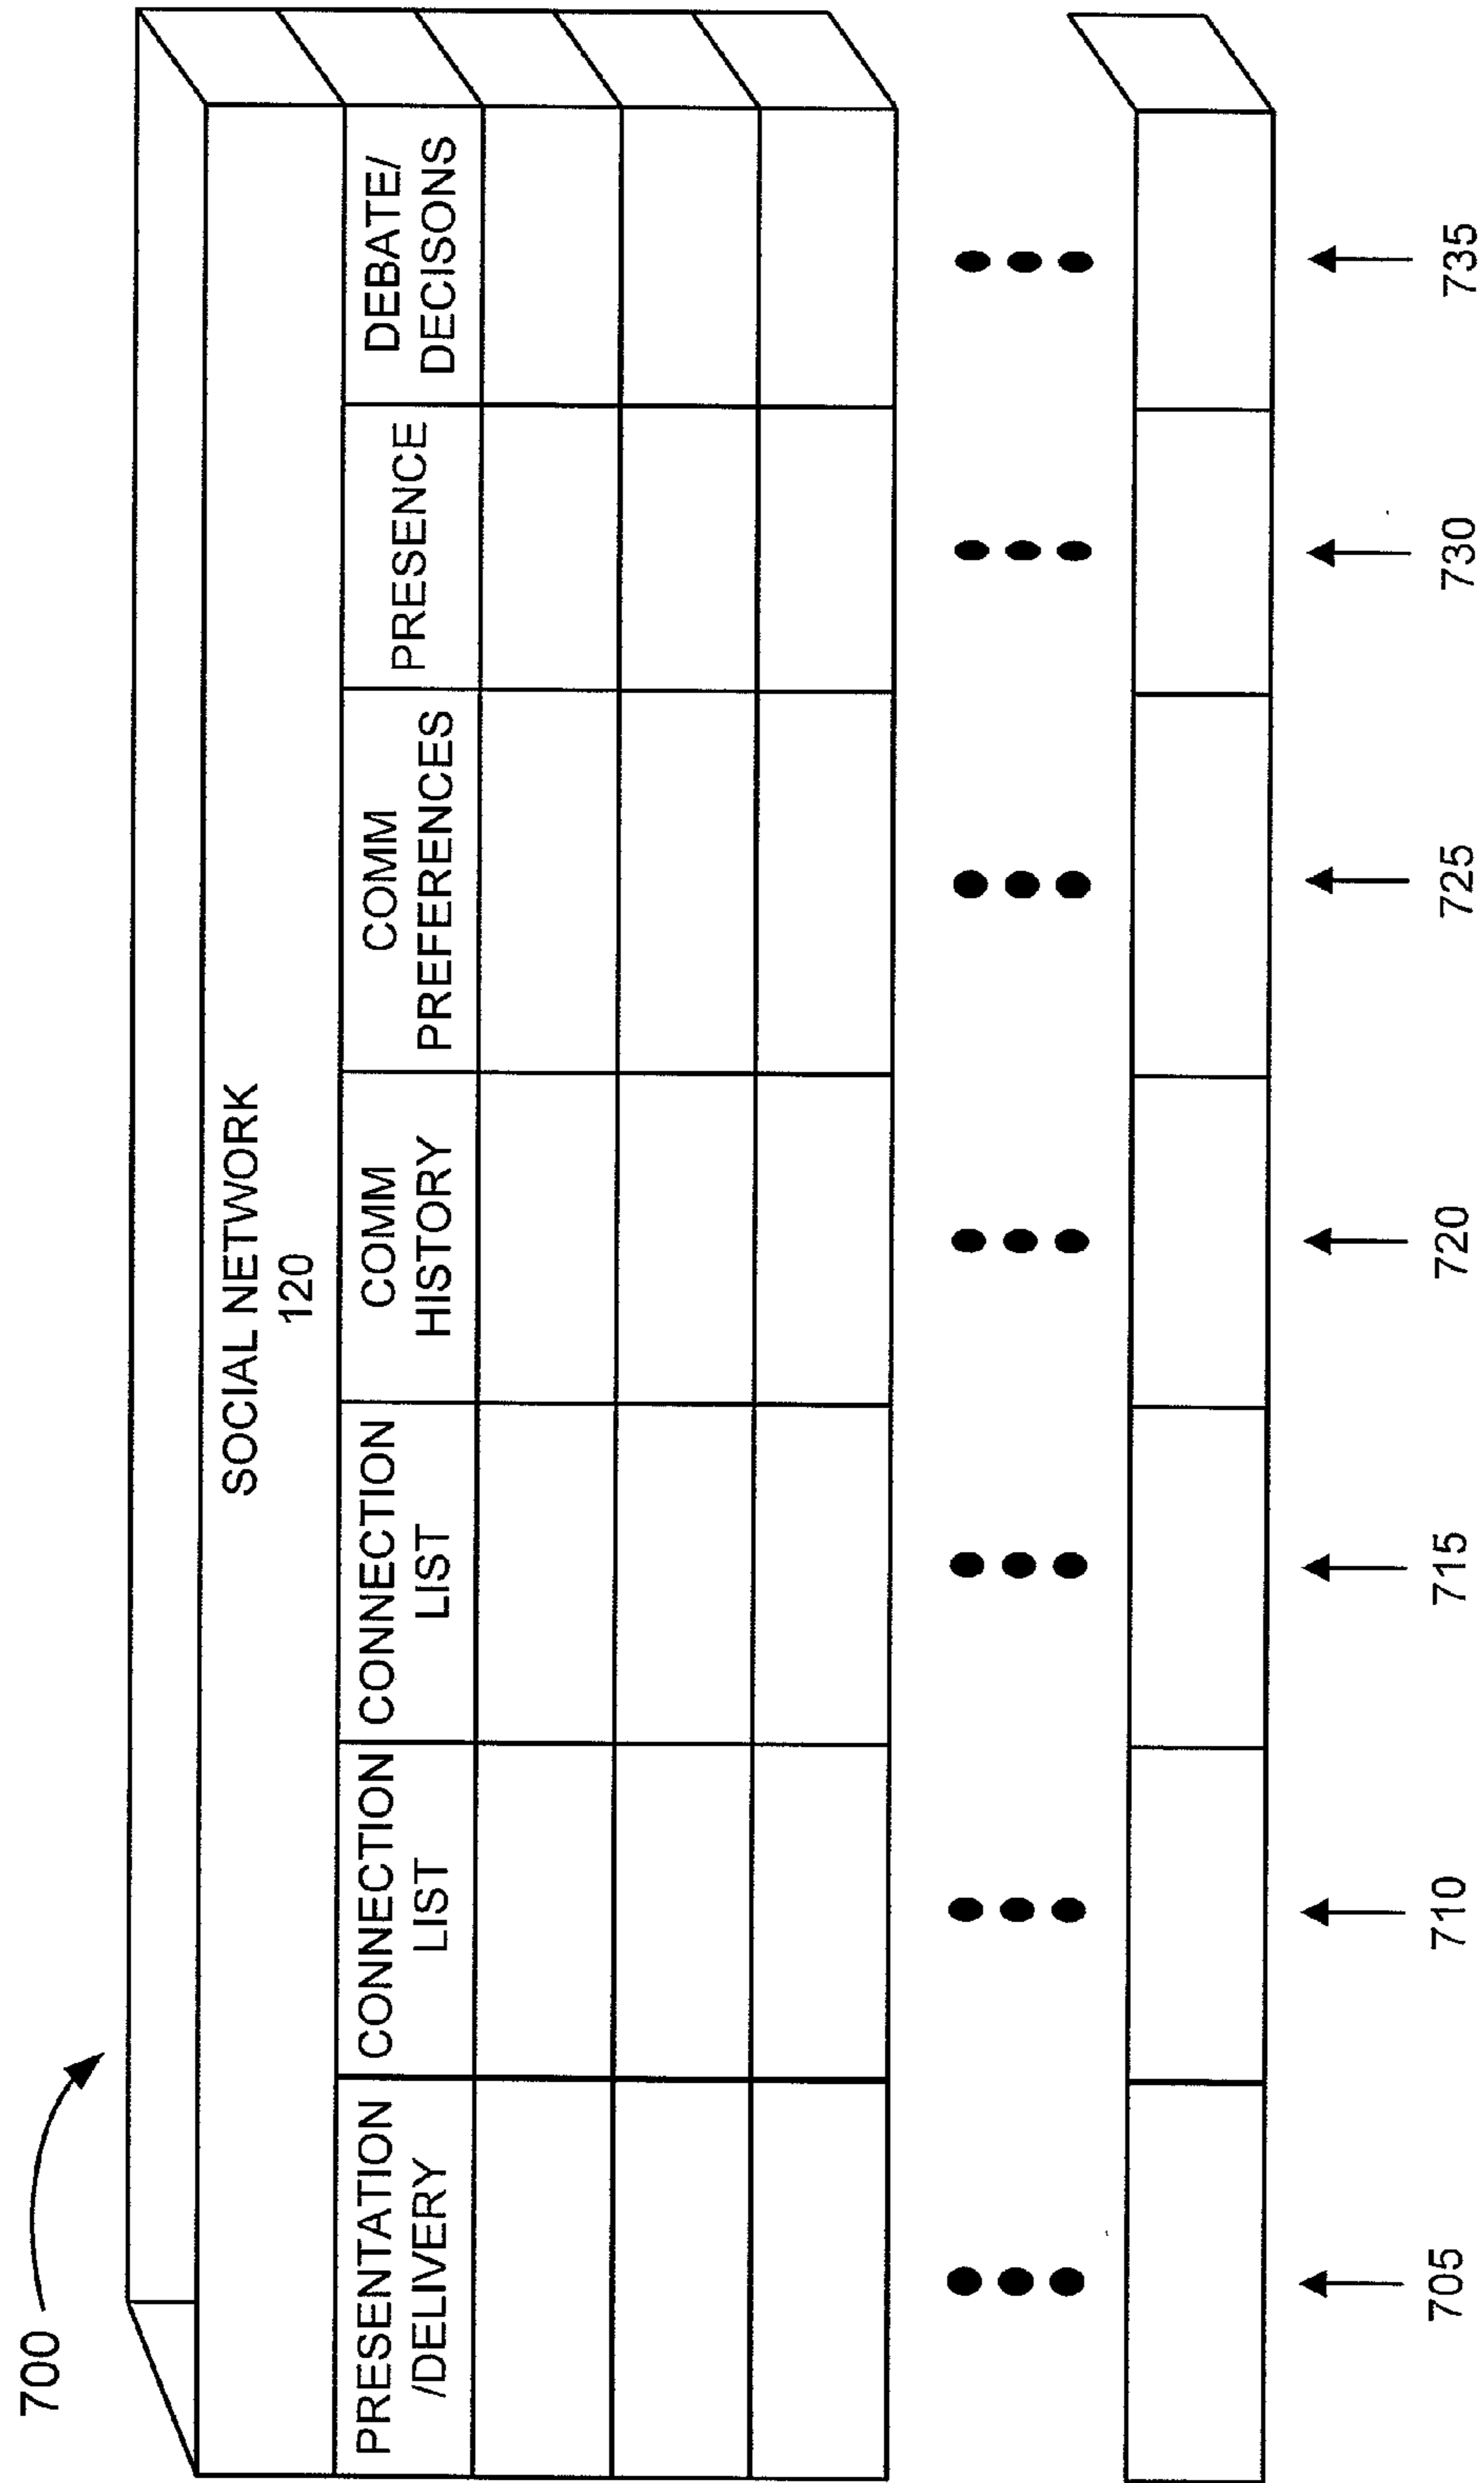 700
SOCIAL NETWORK
120
PRESENTATION
/DELIVERY
CONNECTION
LIST
CONNECTION
LIST
COMM
HISTORY
COMM
PREFERENCES
PRESENCE
DEBATE/
DECISONS
705
710
715
720
725
730
735